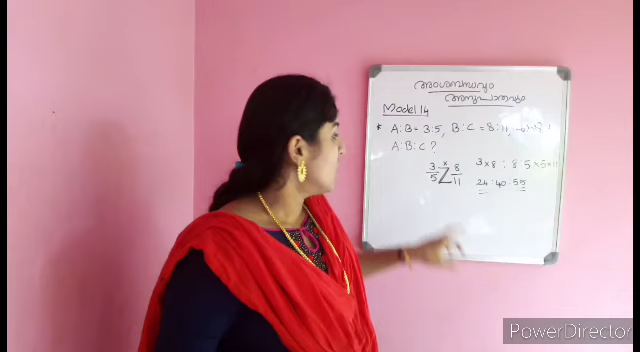 അംശബന്ധവും
അനുപാതവും
Model 14
* A:B = 3:5, B:C = 8:11,
A:B:C ?
3/5 × 8/11 3×8 : 8·5 × 5×11
24 : 40 : 55
PowerDirector